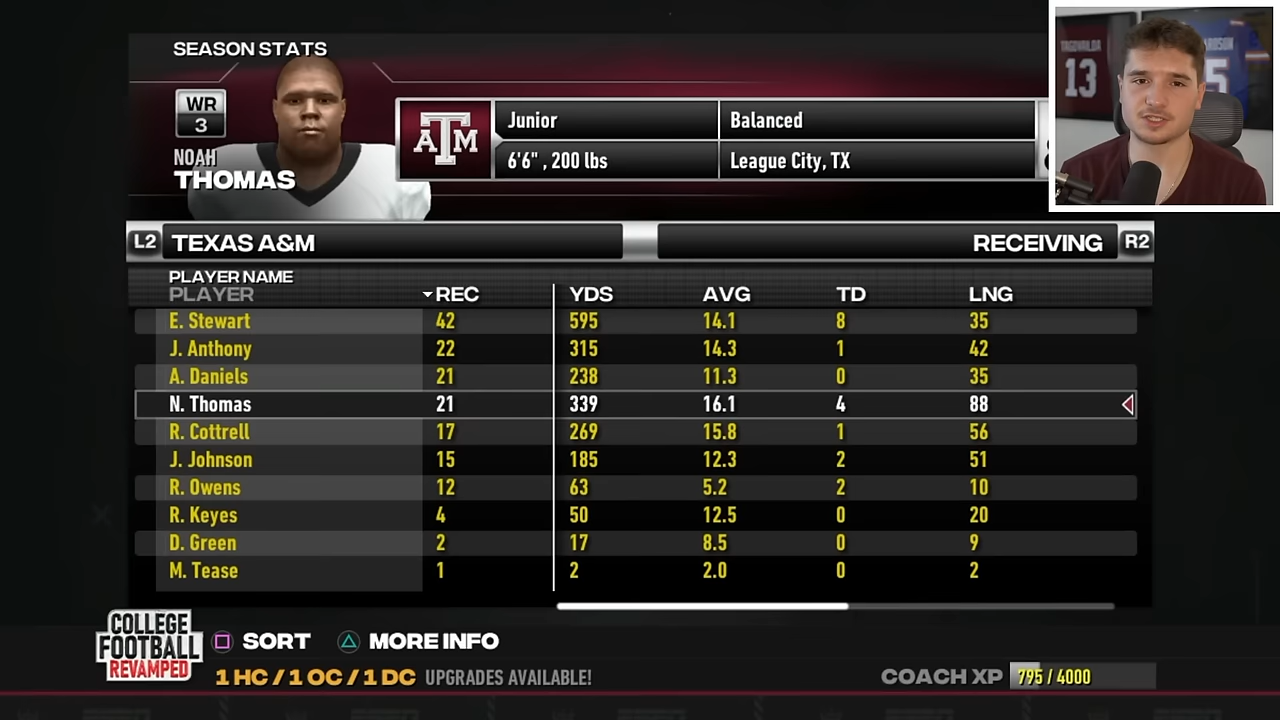 SEASON STATS
WR
3
NOAH
THOMAS
ATM
Junior
Balanced
6'6" , 200 lbs
League City, TX
13
5
L2 TEXAS A&M RECEIVING R2
PLAYER NAME
PLAYER REC YDS AVG TD LNG
E. Stewart 42 595 14.1 8 35
J. Anthony 22 315 14.3 1 42
A. Daniels 21 238 11.3 0 35
N. Thomas 21 339 16.1 4 88
R. Cottrell 17 269 15.8 1 56
J. Johnson 15 185 12.3 2 51
R. Owens 12 63 5.2 2 10
R. Keyes 4 50 12.5 0 20
D. Green 2 17 8.5 0 9
M. Tease 1 2 2.0 0 2
COLLEGE
FOOTBALL
REVAMPED
SORT MORE INFO
1 HC / 1 OC / 1 DC UPGRADES AVAILABLE!
COACH XP 795 / 4000